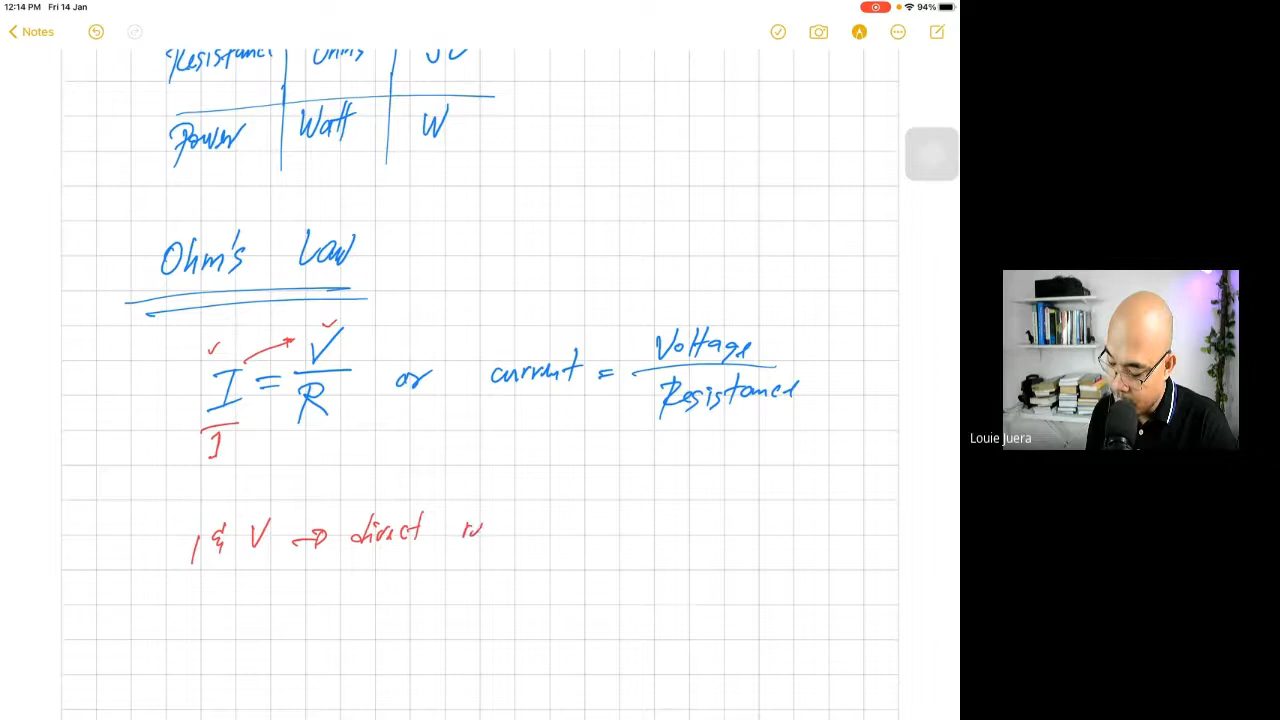 12:14 PM Fri 14 Jan
94%
Notes
Resistance Ohms Ω
Power Watt W
Ohm's Law
I = V/R or current = Voltage/Resistance
1
I & V → direct
Louie Juera